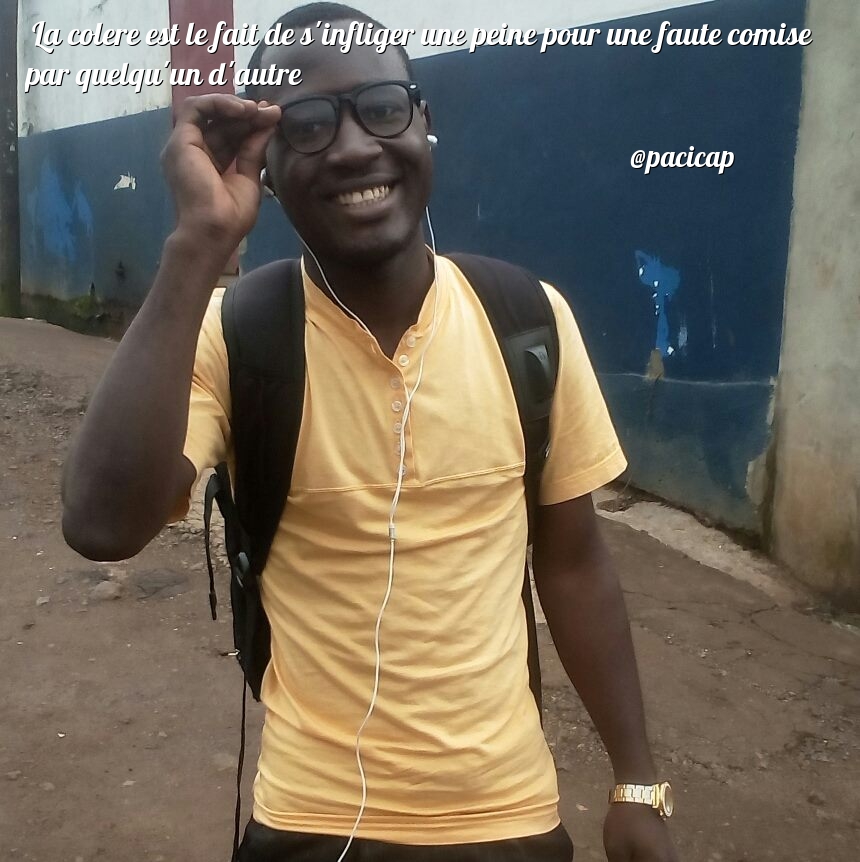 La colere est le fait de s'infliger une peine pour une faute comise
par quelqu'un d'autre
@pacicap